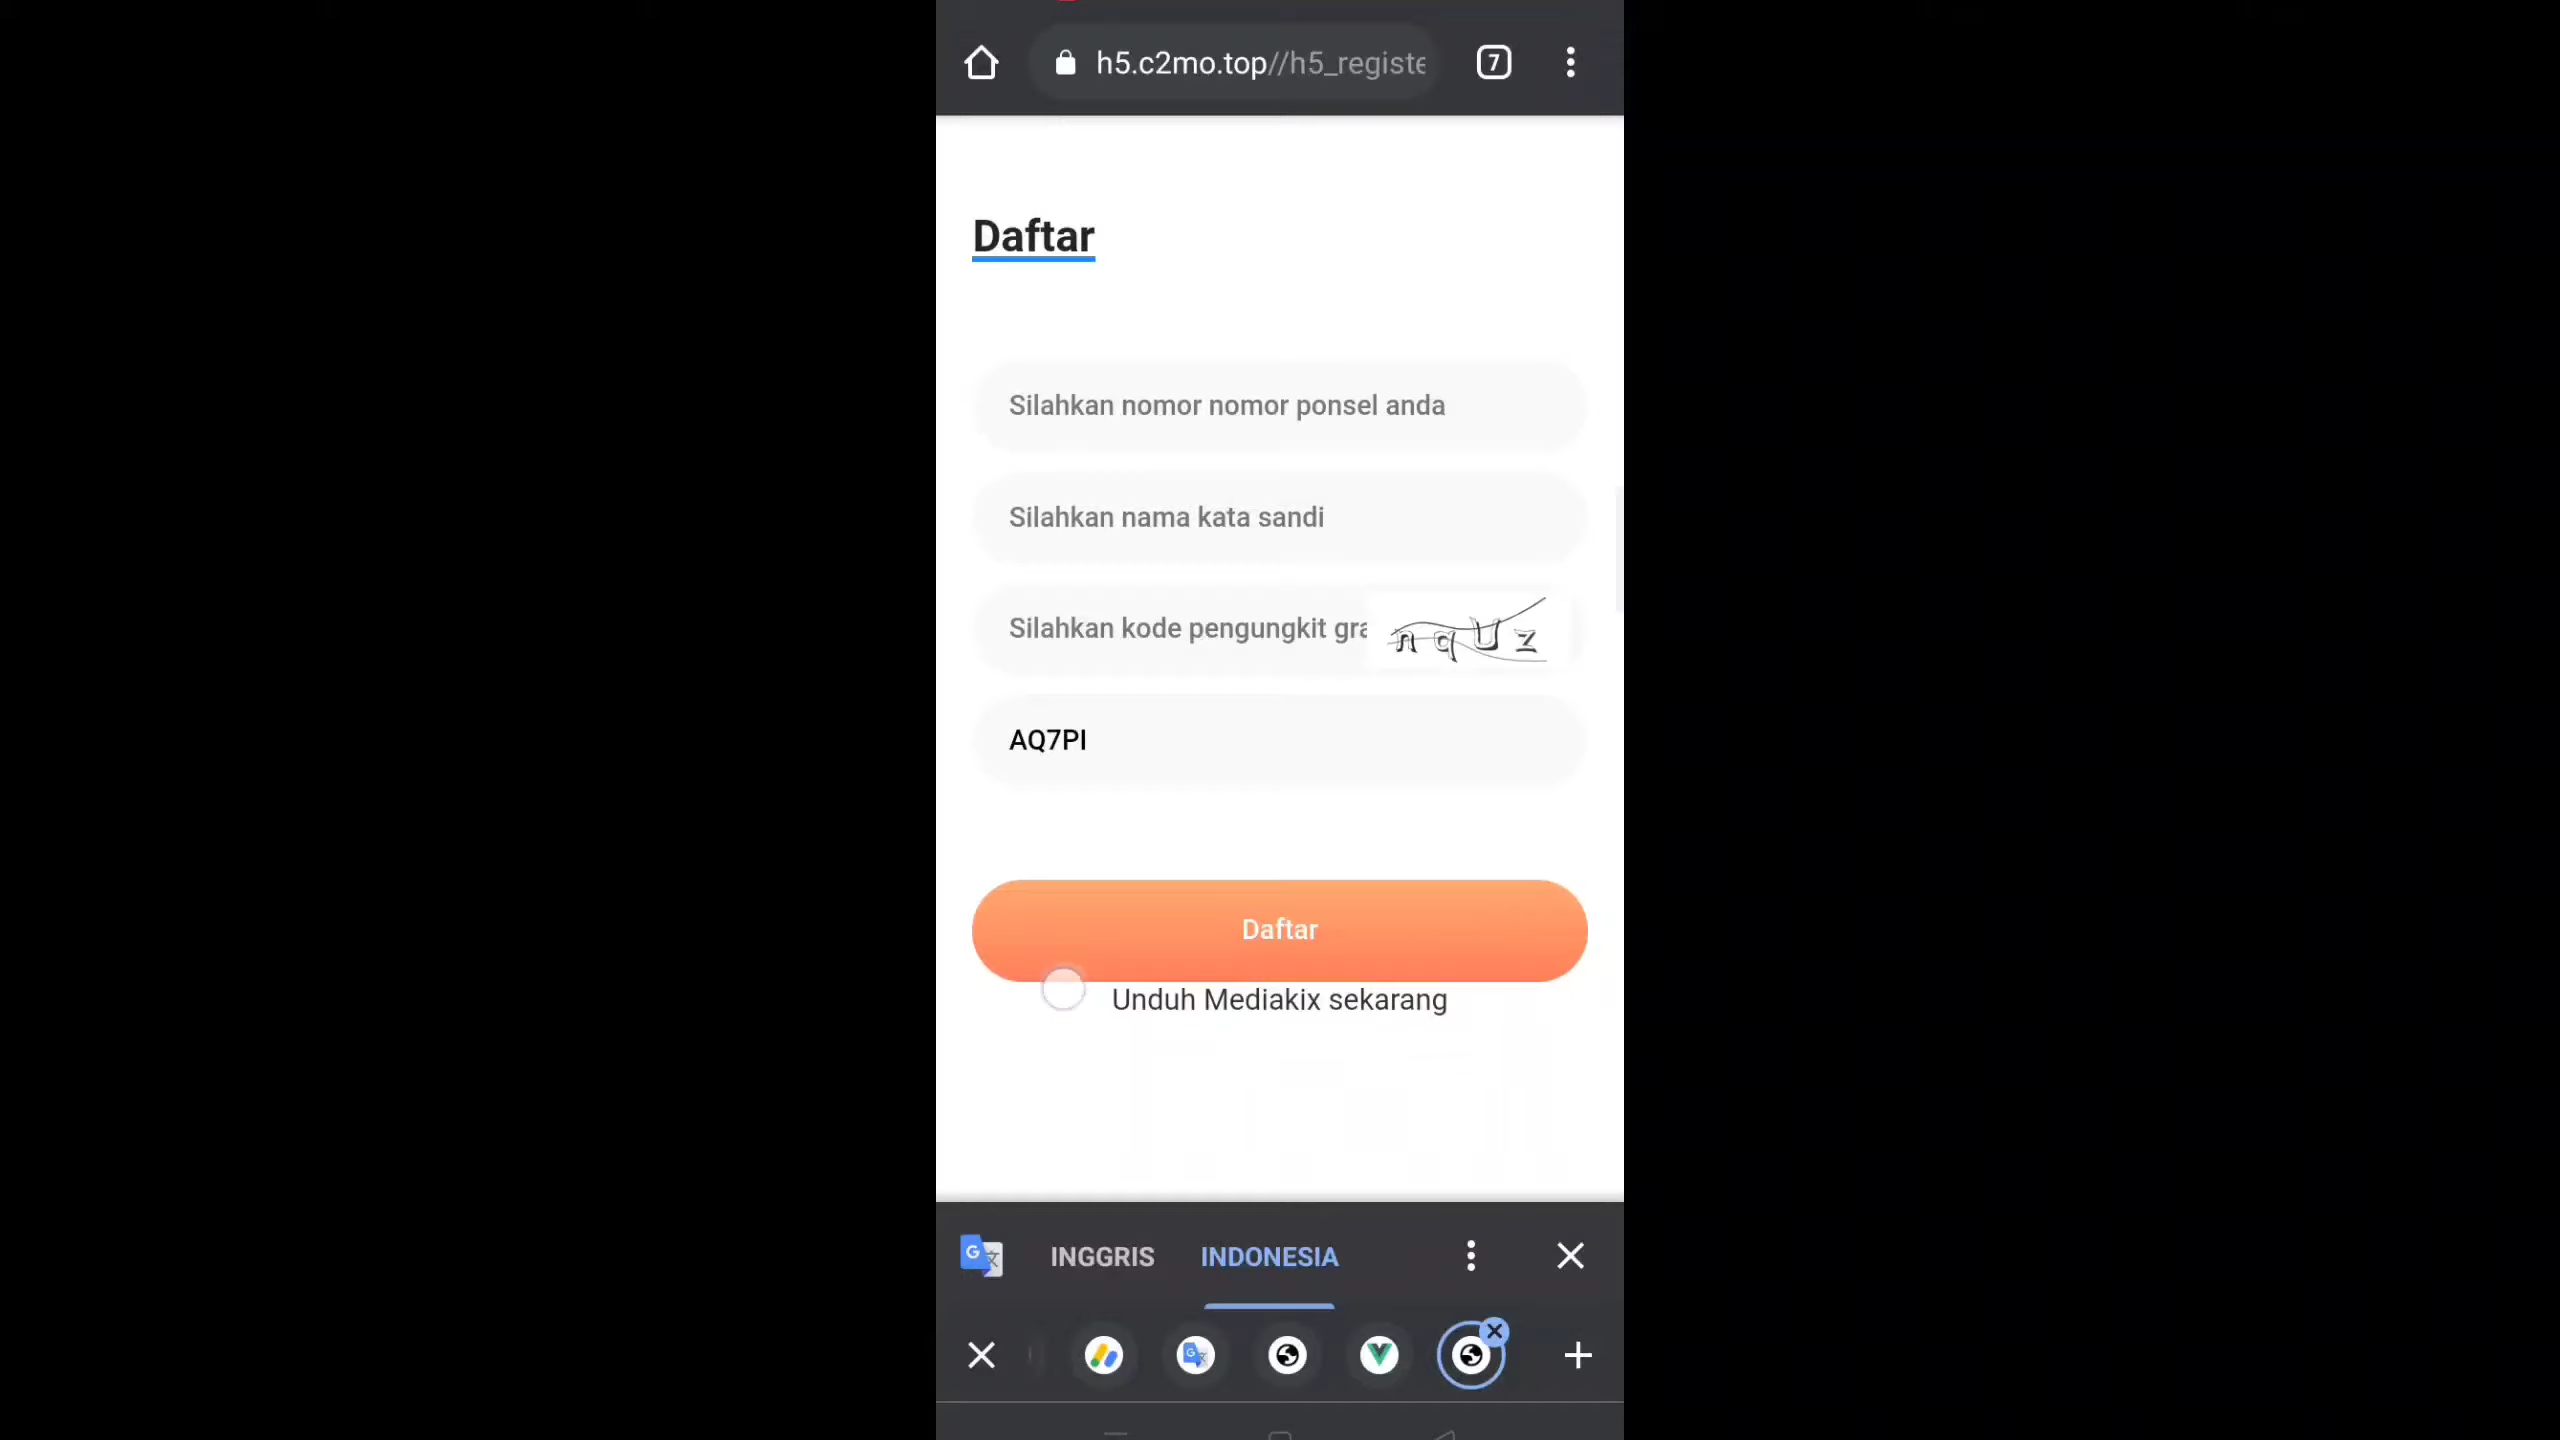 h5.c2mo.top//h5_registe
7
Daftar
Silahkan nomor nomor ponsel anda
Silahkan nama kata sandi
Silahkan kode pengungkit gra
n q U z
AQ7PI
Daftar
Unduh Mediakix sekarang
INGGRIS INDONESIA